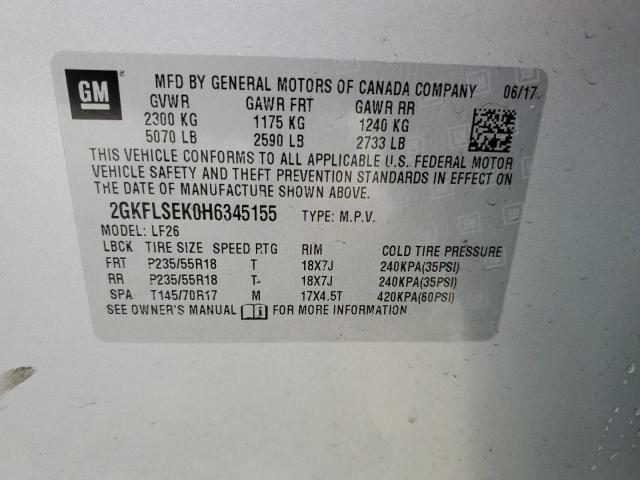 GM
MFD BY GENERAL MOTORS OF CANADA COMPANY 06/17
GVWR GAWR FRT GAWR RR
2300 KG 1175 KG 1240 KG
5070 LB 2590 LB 2733 LB
THIS VEHICLE CONFORMS TO ALL APPLICABLE U.S. FEDERAL MOTOR
VEHICLE SAFETY AND THEFT PREVENTION STANDARDS IN EFFECT ON
THE DATE OF MANUFACTURE SHOWN ABOVE.
2GKFLSEK0H6345155 TYPE: M.P.V.
MODEL: LF26
LBCK TIRE SIZE SPEED RTG RIM COLD TIRE PRESSURE
FRT P235/55R18 T 18X7J 240KPA(35PSI)
RR P235/55R18 T 18X7J 240KPA(35PSI)
SPA T145/70R17 M 17X4.5T 420KPA(60PSI)
SEE OWNER'S MANUAL i FOR MORE INFORMATION